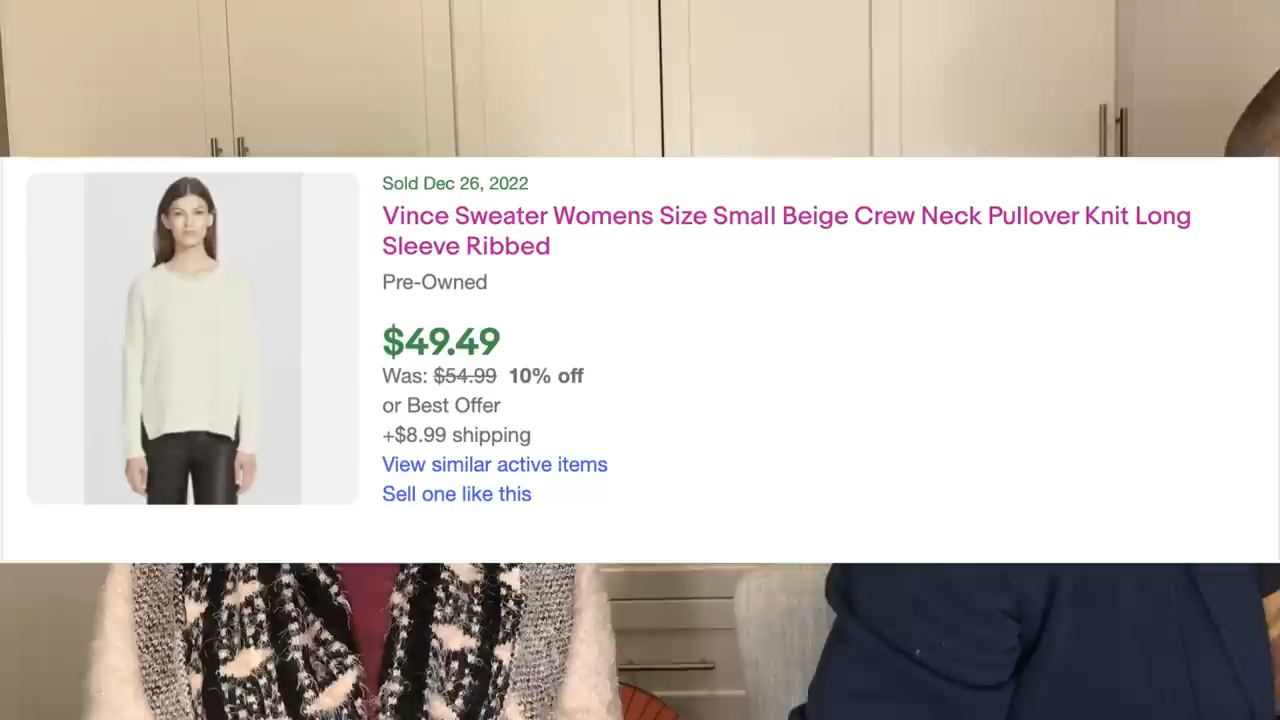 Sold Dec 26, 2022
Vince Sweater Womens Size Small Beige Crew Neck Pullover Knit Long
Sleeve Ribbed
Pre-Owned
$49.49
Was: $54.99 10% off
or Best Offer
+$8.99 shipping
View similar active items
Sell one like this